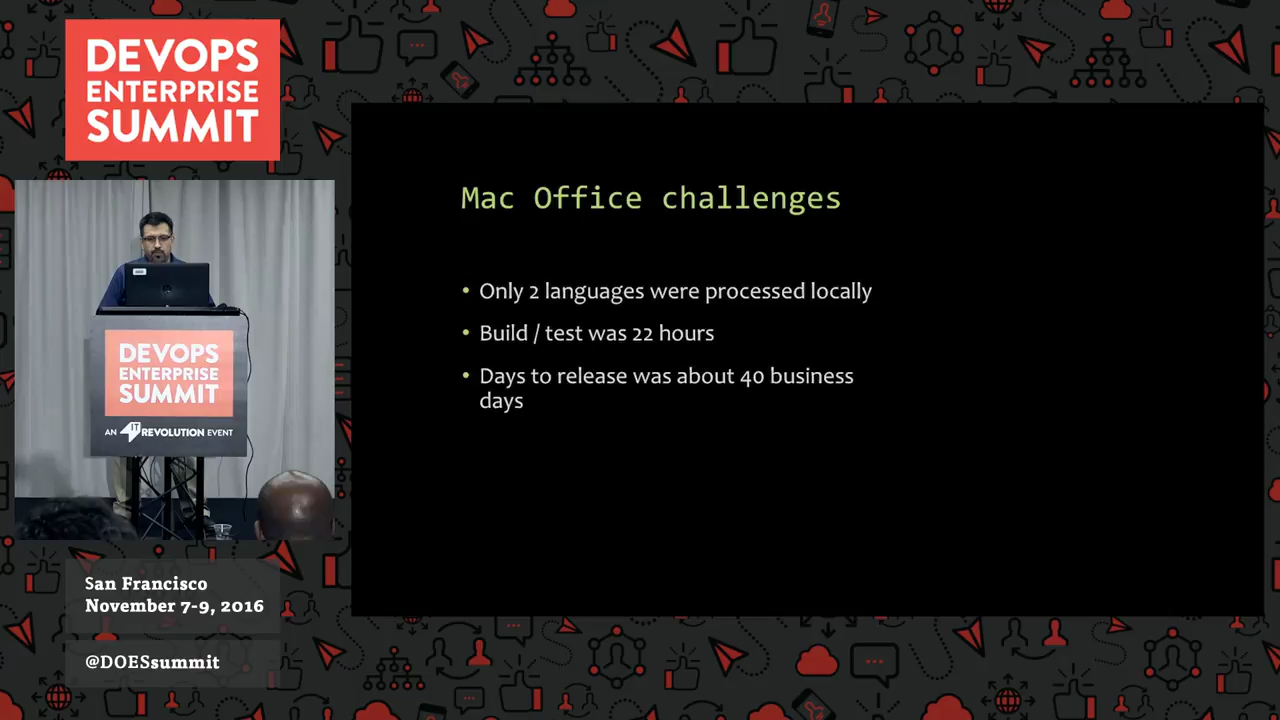 DEVOPS
ENTERPRISE
SUMMIT
Mac Office challenges
• Only 2 languages were processed locally
• Build / test was 22 hours
• Days to release was about 40 business
days
DEVOPS
ENTERPRISE
SUMMIT
AN IT REVOLUTION EVENT
San Francisco
November 7-9, 2016
@DOESsummit